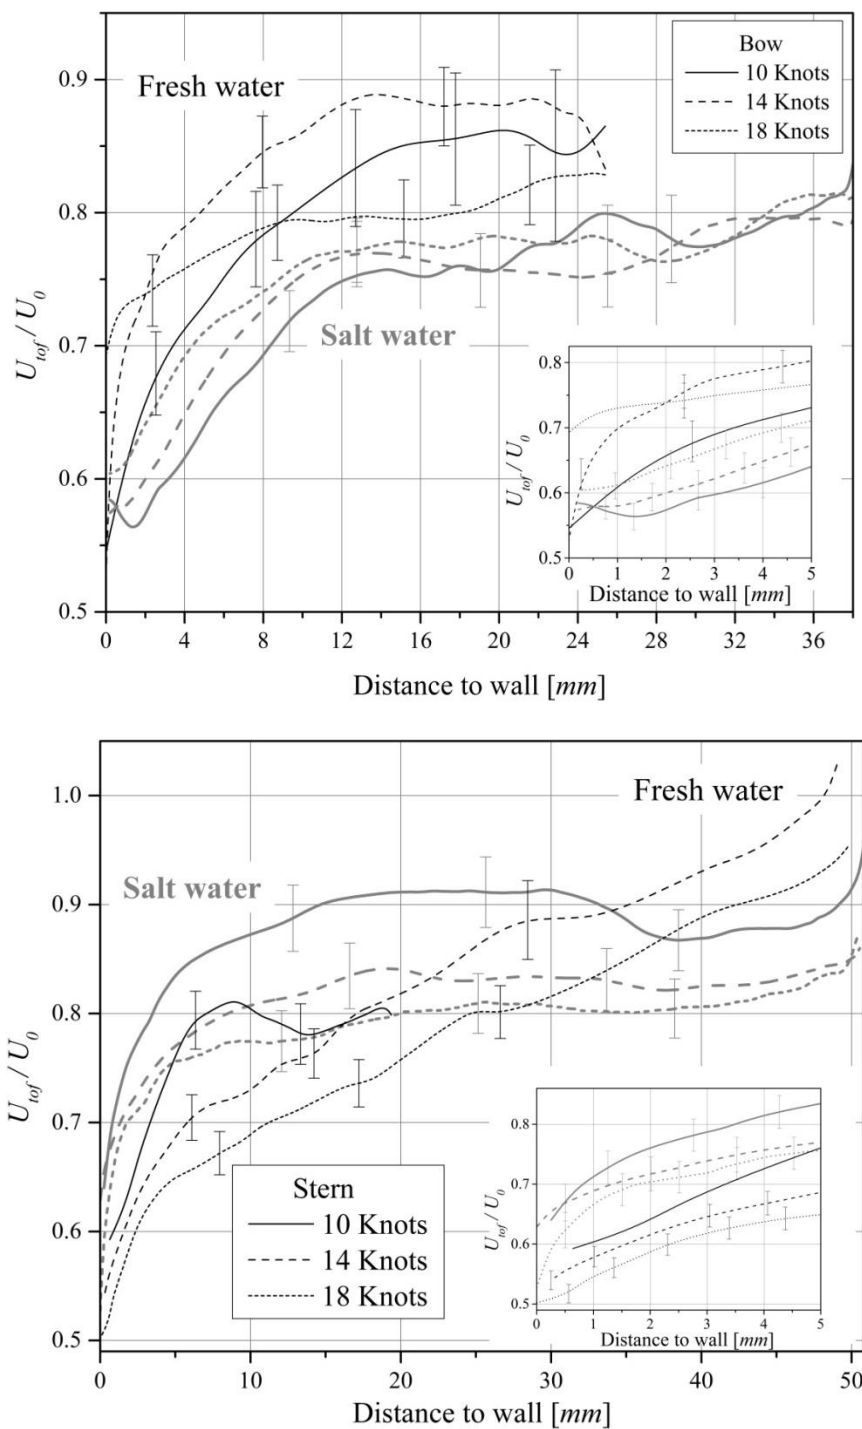 Bow
10 Knots
14 Knots
18 Knots
Fresh water
Salt water
0.9
0.8
0.7
0.6
0.5
U_tof / U_0
0 4 8 12 16 20 24 28 32 36
Distance to wall [mm]
0.8
0.7
0.6
0.5
U_tof / U_0
0 1 2 3 4 5
Distance to wall [mm]
Fresh water
Salt water
1.0
0.9
0.8
0.7
0.6
0.5
U_tof / U_0
Stern
10 Knots
14 Knots
18 Knots
0 10 20 30 40 50
Distance to wall [mm]
0.8
0.7
0.6
0.5
U_tof / U_0
0 1 2 3 4 5
Distance to wall [mm]